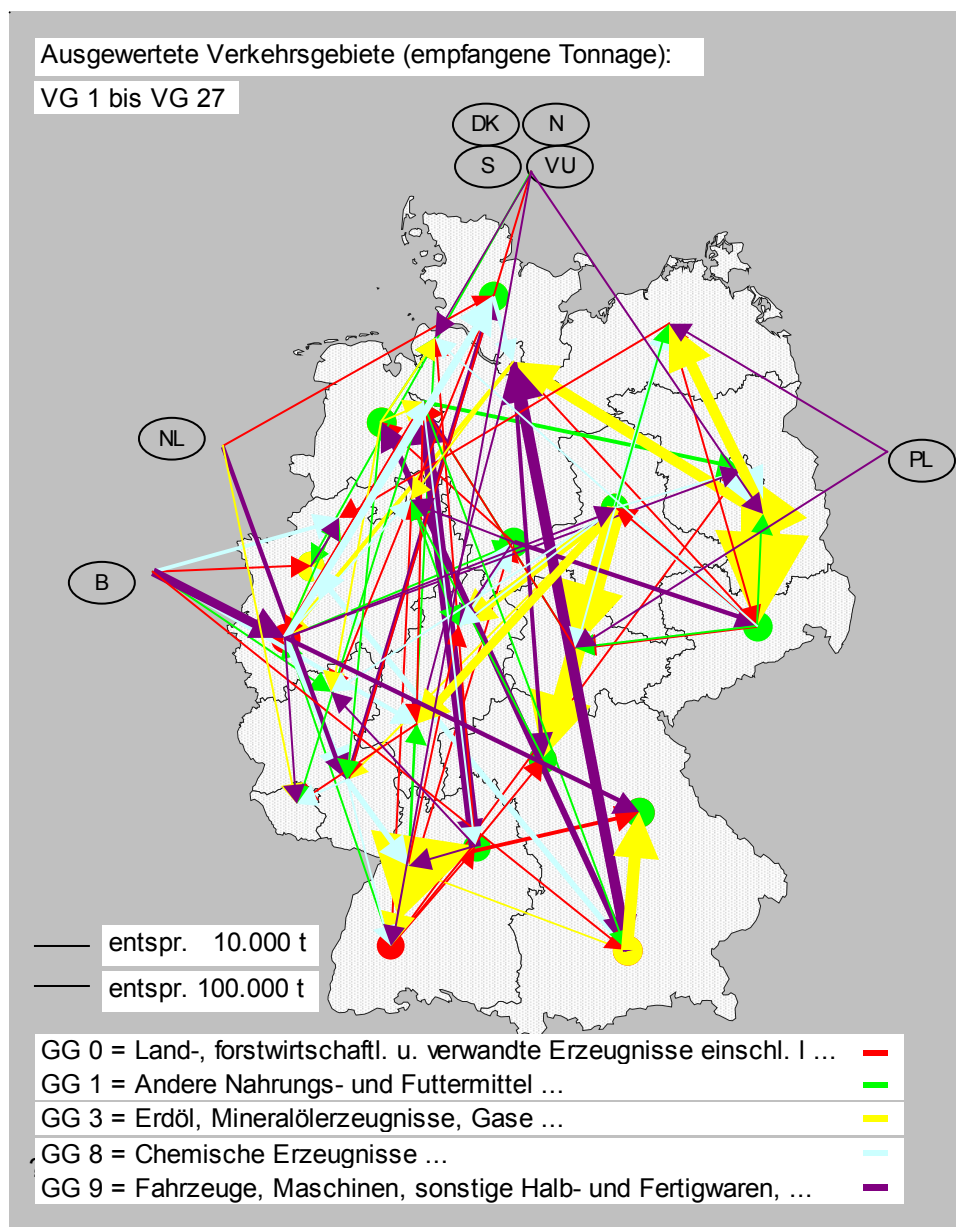 Ausgewertete Verkehrsgebiete (empfangene Tonnage):
VG 1 bis VG 27
DK N
S VU
NL
PL
B
entspr. 10.000 t
entspr. 100.000 t
GG 0 = Land-, forstwirtschaftl. u. verwandte Erzeugnisse einschl. l ...
GG 1 = Andere Nahrungs- und Futtermittel ...
GG 3 = Erdöl, Mineralölerzeugnisse, Gase ...
GG 8 = Chemische Erzeugnisse ...
GG 9 = Fahrzeuge, Maschinen, sonstige Halb- und Fertigwaren, ...